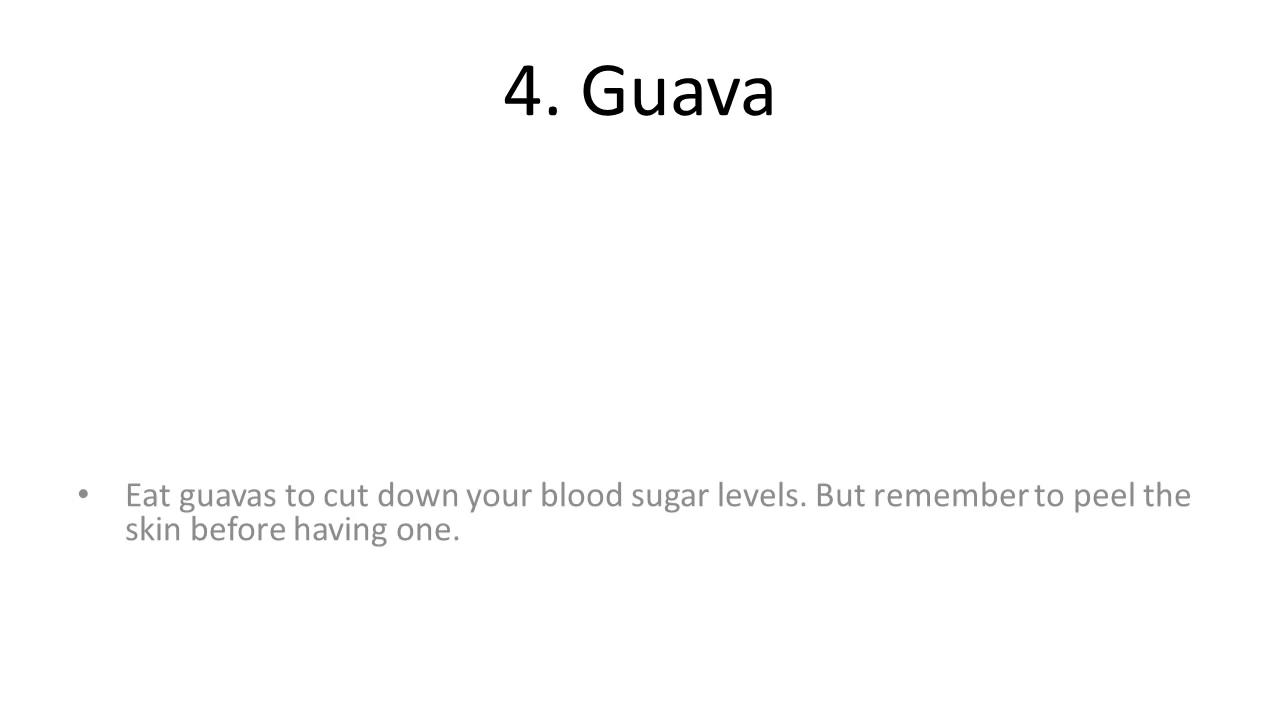 4. Guava
• Eat guavas to cut down your blood sugar levels. But remember to peel the
skin before having one.